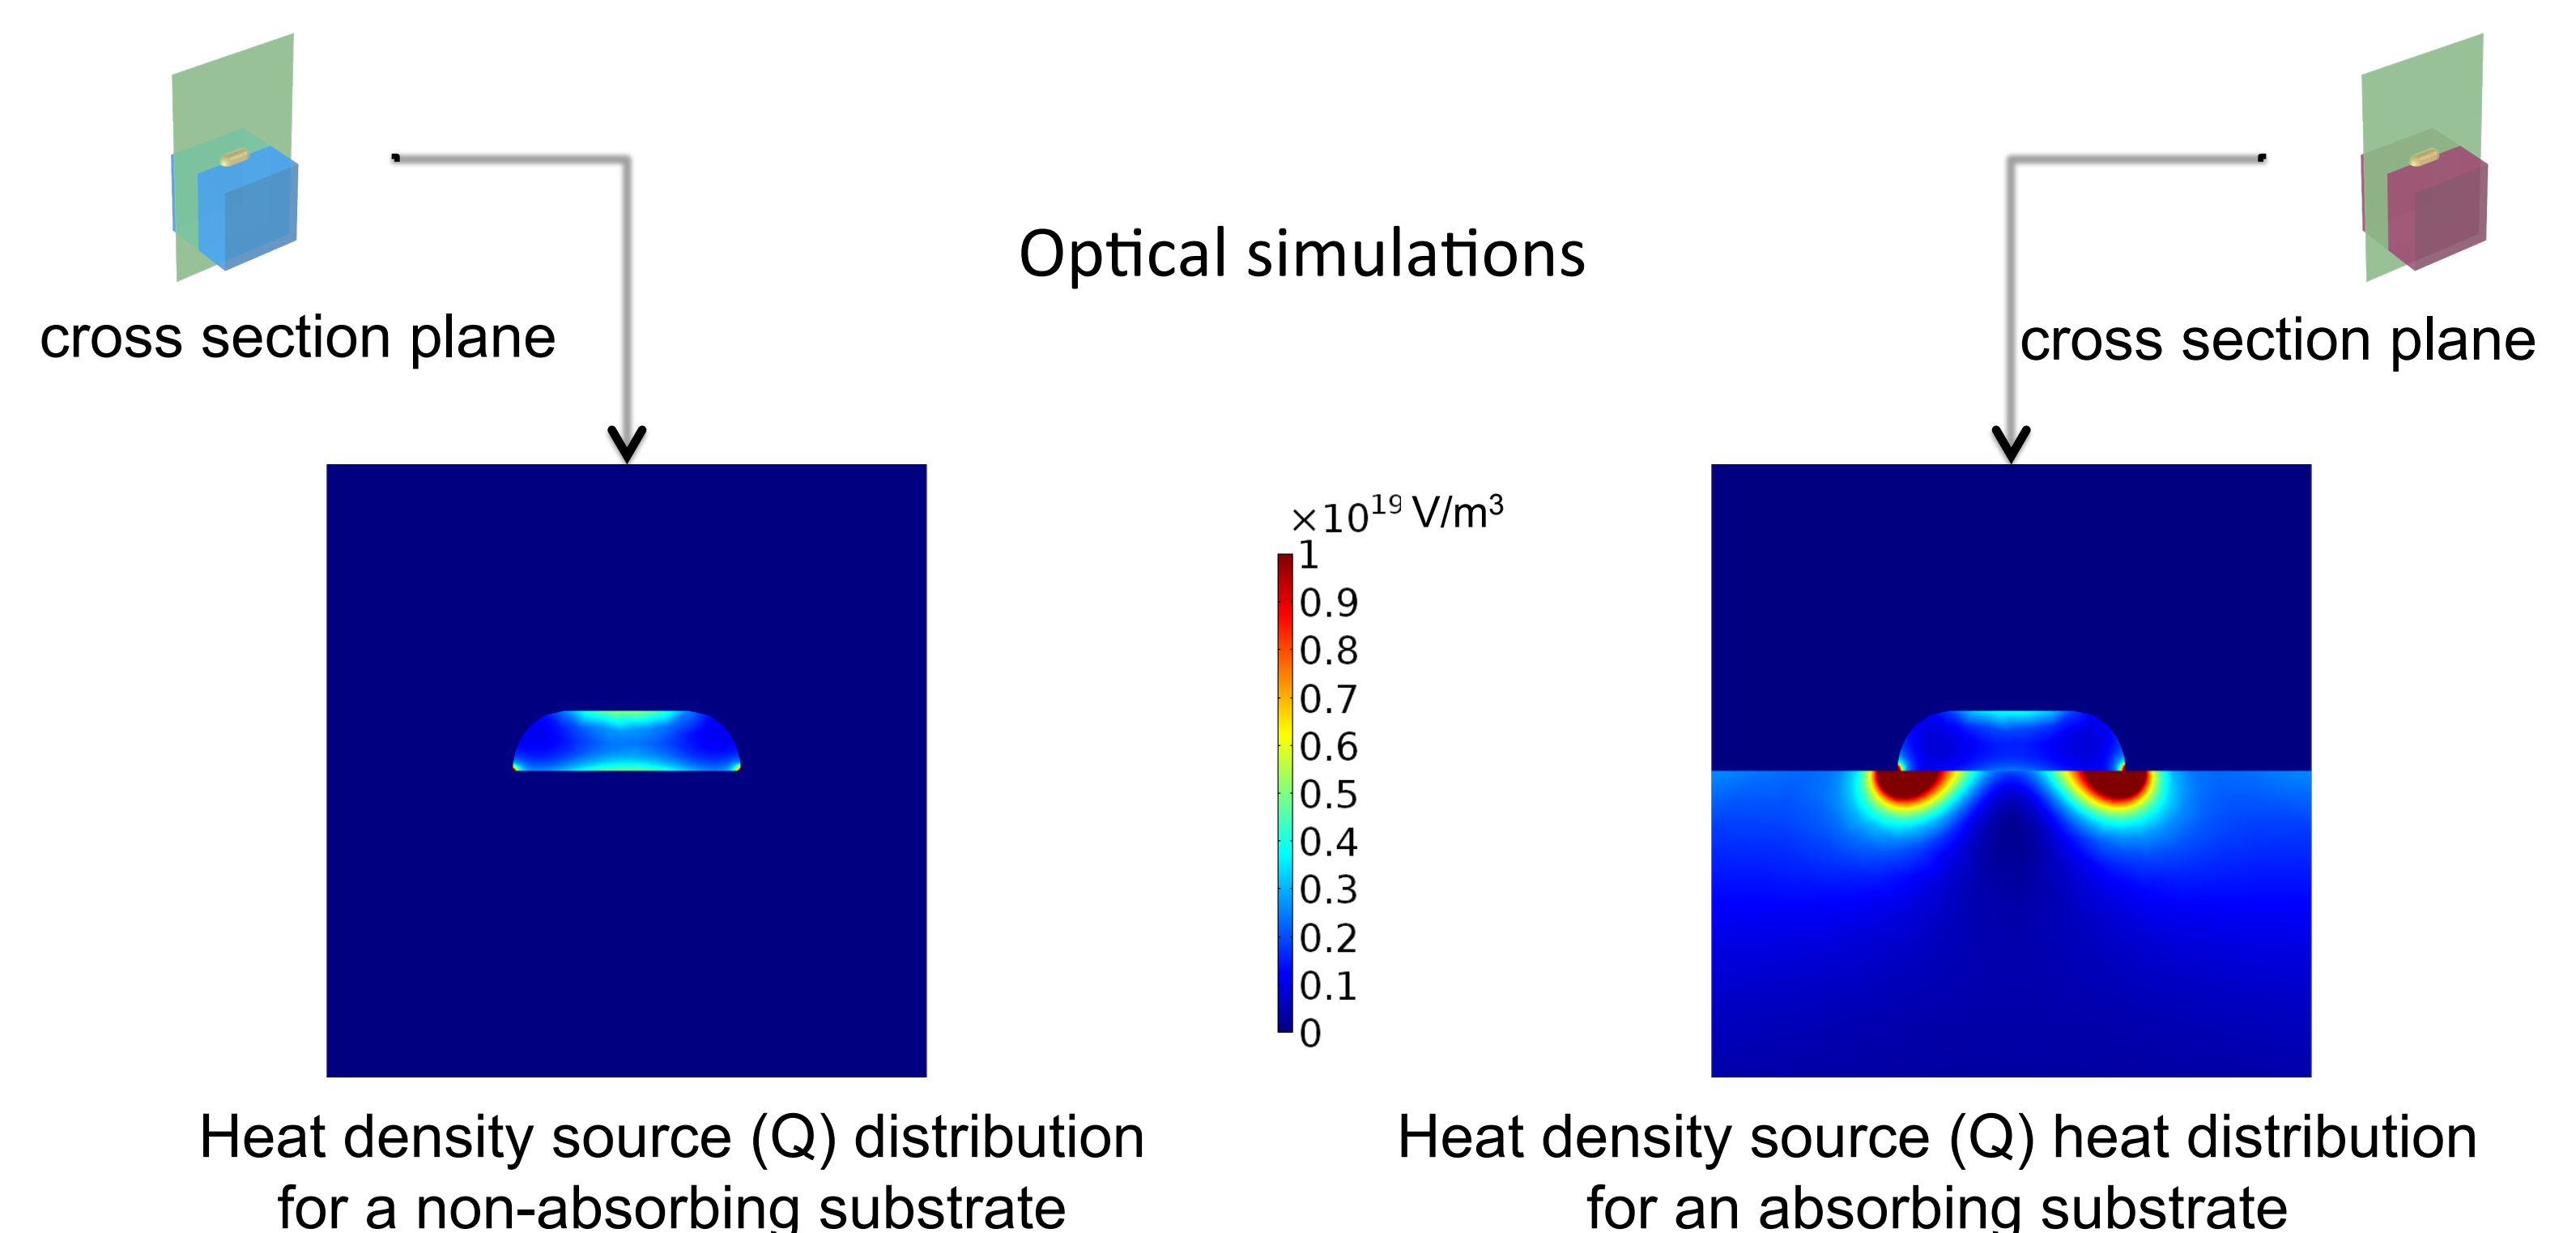 Optical simulations
cross section plane
cross section plane
×10¹⁹ V/m³
1
0.9
0.8
0.7
0.6
0.5
0.4
0.3
0.2
0.1
0
Heat density source (Q) distribution
for a non-absorbing substrate
Heat density source (Q) heat distribution
for an absorbing substrate